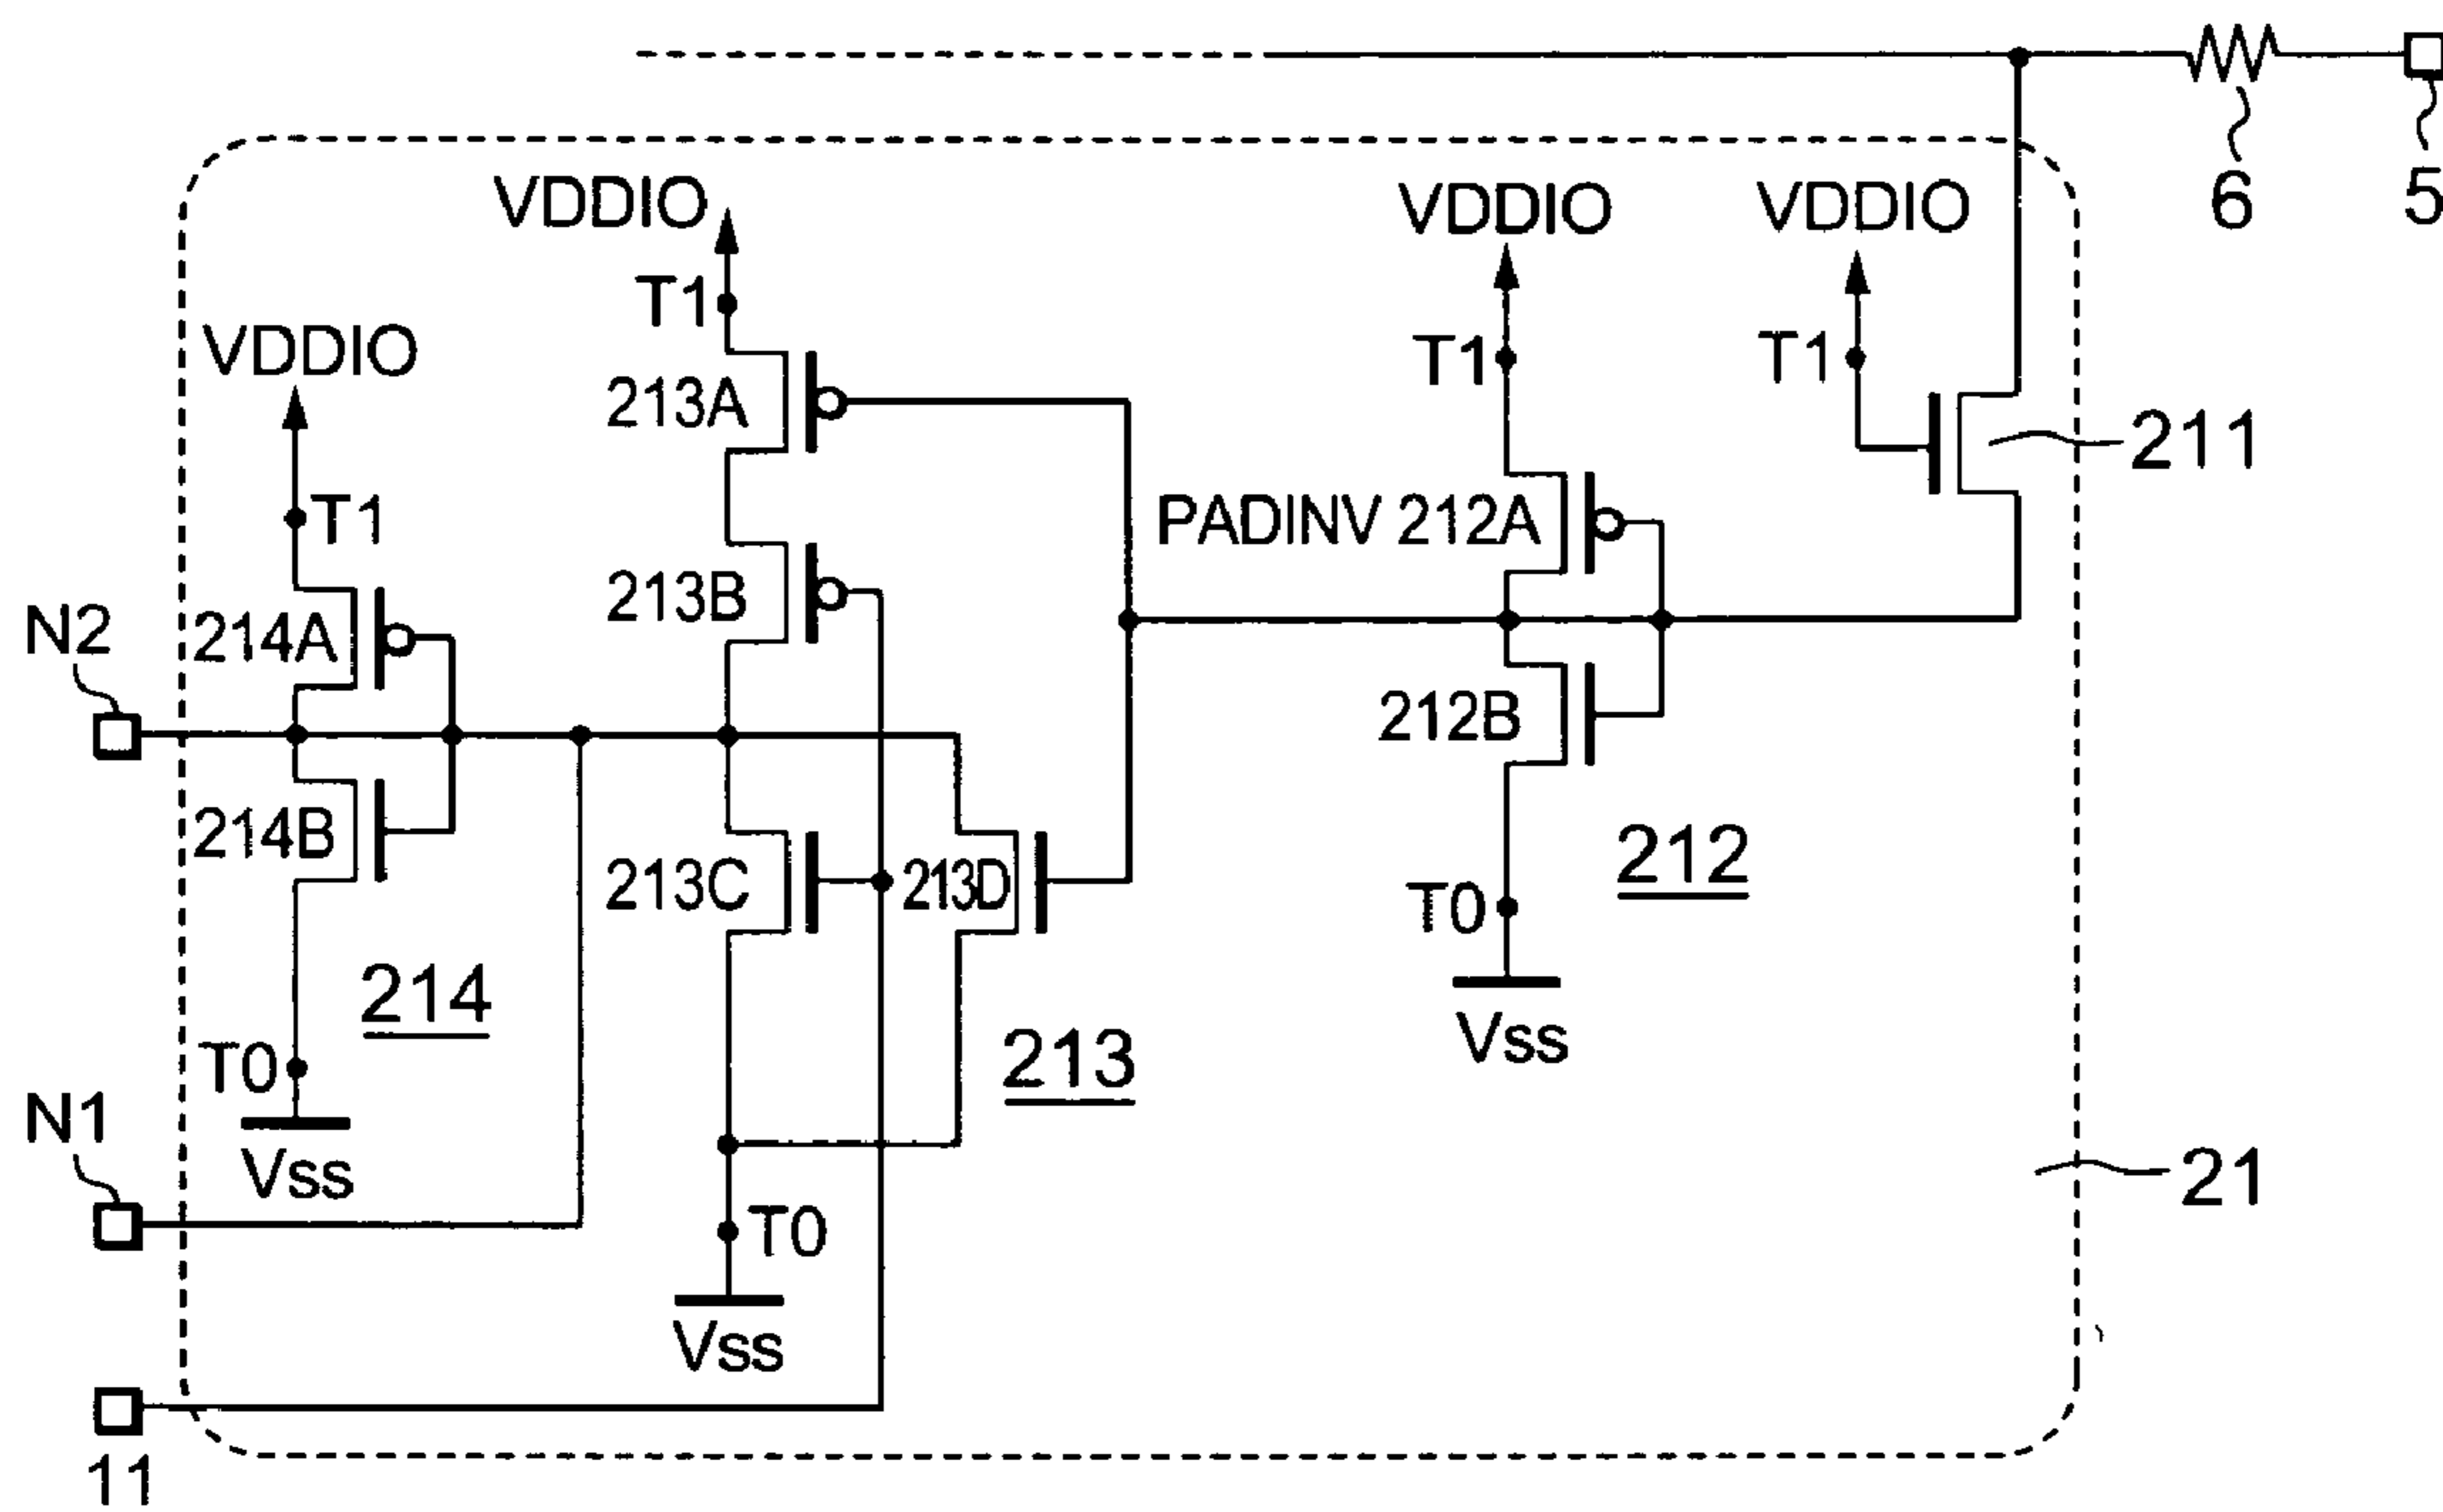 6
5
VDDIO
VDDIO
VDDIO
VDDIO
T1
T1
T1
T1
213A
211
PADINV 212A
213B
N2
214A
212B
214B
213C
213D
212
T0
214
Vss
213
T0
N1
Vss
21
T0
Vss
11